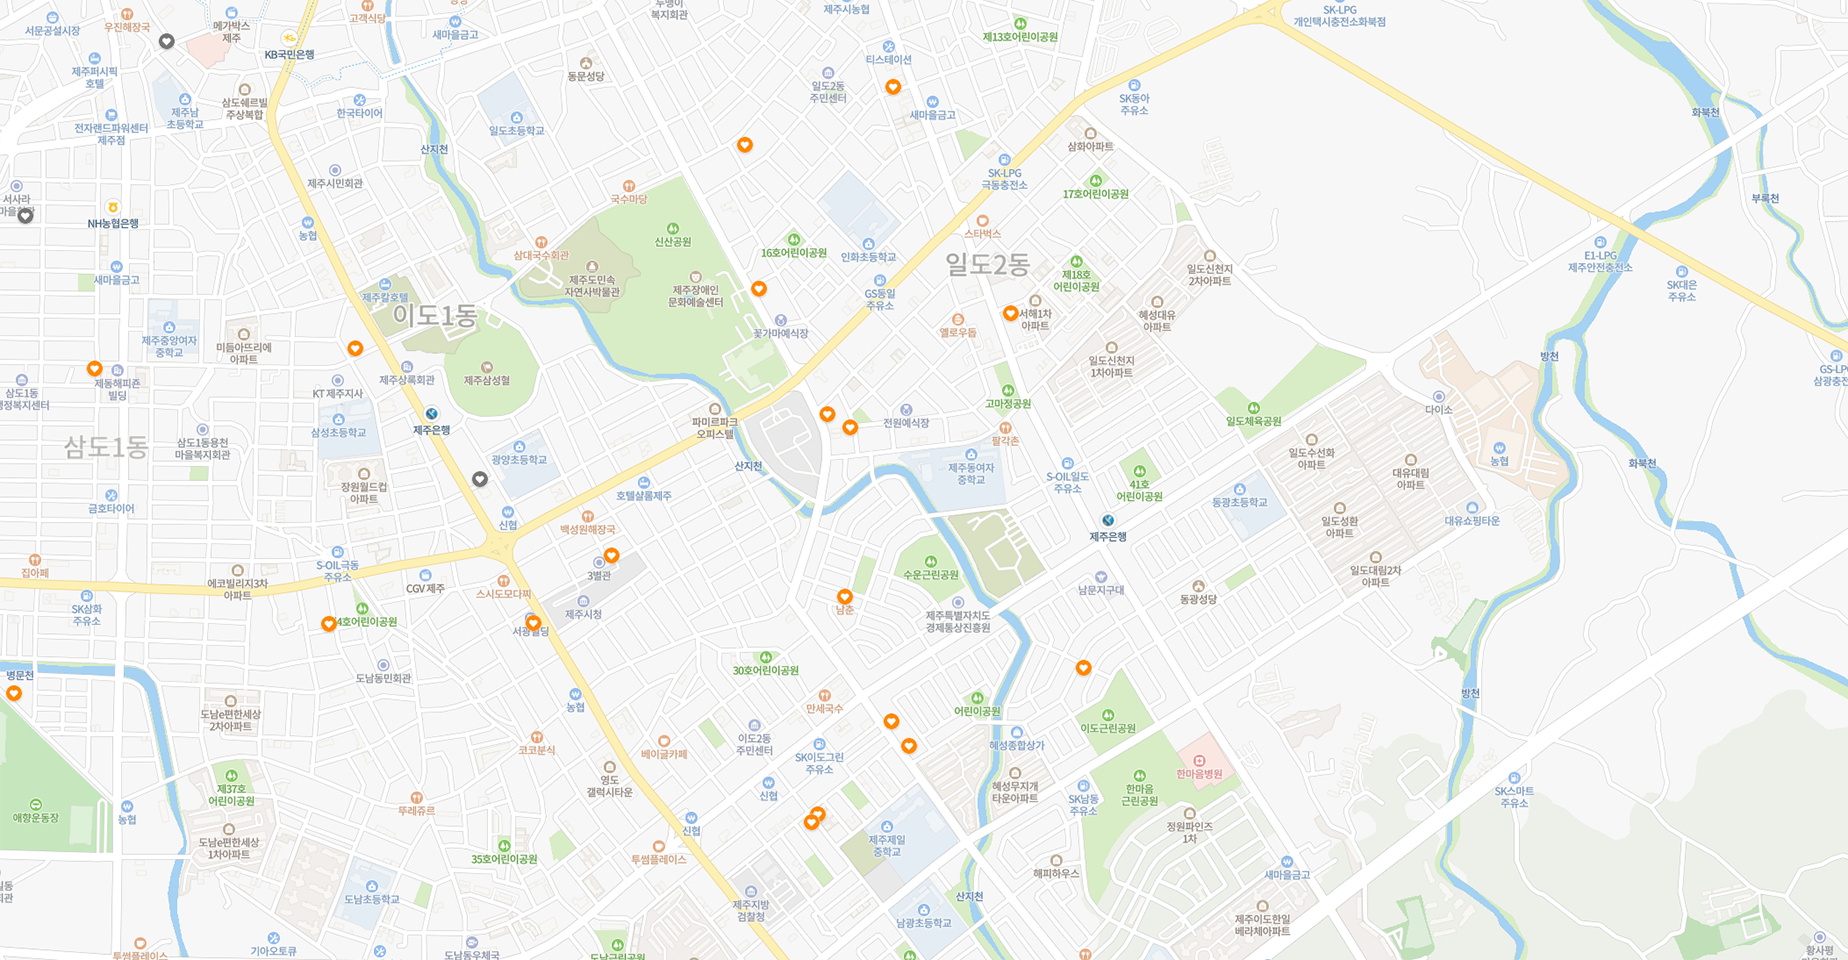 서문공설시장
우진해장국
메가박스
제주
고객식당
새마을금고
KB국민은행
복지회관
제주시농협
제13호어린이공원
SK-LPG
개인택시충전소화북점
제주퍼시픽
호텔
제주남
초등학교
삼도쉐르빌
주상복합
한국타이어
동문성당
티스테이션
일도2동
주민센터
새마을금고
SK동아
주유소
화북천
전자랜드파워센터
제주점
산지천
일도초등학교
삼화아파트
SK-LPG
극동충전소
17호어린이공원
제주시민회관
서사라
NH농협은행
농협
국수마당
신산공원
16호어린이공원
인화초등학교
스타벅스
부록천
삼대국수회관
제주도민속
자연사박물관
제주장애인
문화예술센터
GS동일
주유소
일도2동
제18호
어린이공원
일도신천지
2차아파트
E1-LPG
제주안전충전소
SK대은
주유소
새마을금고
제주칼호텔
이도1동
꽃가마예식장
옐로우돕
서해1차
아파트
혜성대유
아파트
제주중앙여자
중학교
미듬아뜨리에
아파트
일도신천지
1차아파트
방천
GS-LPG
삼도1동
제동해피죤
빌딩
KT 제주지사
제주상록회관
제주삼성혈
고마정공원
다이소
파미르파크
오피스텔
전원예식장
일도체육공원
삼성초등학교
제주은행
삼도1동
삼도1동용천
마을복지회관
팔각촌
광양초등학교
산지천
제주동여자
중학교
S-OIL일도
주유소
41호
어린이공원
일도수선화
아파트
대유대림
아파트
농협
화북천
장원월드컵
아파트
호텔샬롬제주
동광초등학교
금호타이어
신협
백성원해장국
제주은행
일도성환
아파트
대유쇼핑타운
집아페
S-OIL극동
주유소
에코빌리지3차
아파트
CGV 제주
스시도모다찌
3별관
수운근린공원
일도대림2차
아파트
남문지구대
동광성당
SK삼화
주유소
4호어린이공원
제주시청
서광빌딩
남춘
제주특별자치도
경제통상진흥원
병문천
도남동민회관
30호어린이공원
농협
만세국수
어린이공원
방천
도남e편한세상
2차아파트
코코분식
베이글카페
이도2동
주민센터
SK이도그린
주유소
혜성종합상가
이도근린공원
한마음병원
제37호
어린이공원
영도
갤럭시타운
신협
혜성무지개
타운아파트
SK남동
주유소
한마음
근린공원
SK스마트
주유소
애향운동장
농협
뚜레쥬르
신협
제주제일
중학교
정원파인즈
1차
도남e편한세상
1차아파트
35호어린이공원
투썸플레이스
해피하우스
새마을금고
도남초등학교
제주지방
검찰청
산지천
남광초등학교
제주이도한일
베라체아파트
투썸플레이스
기아오토큐
도남동우체국
도남근린공원
황사평